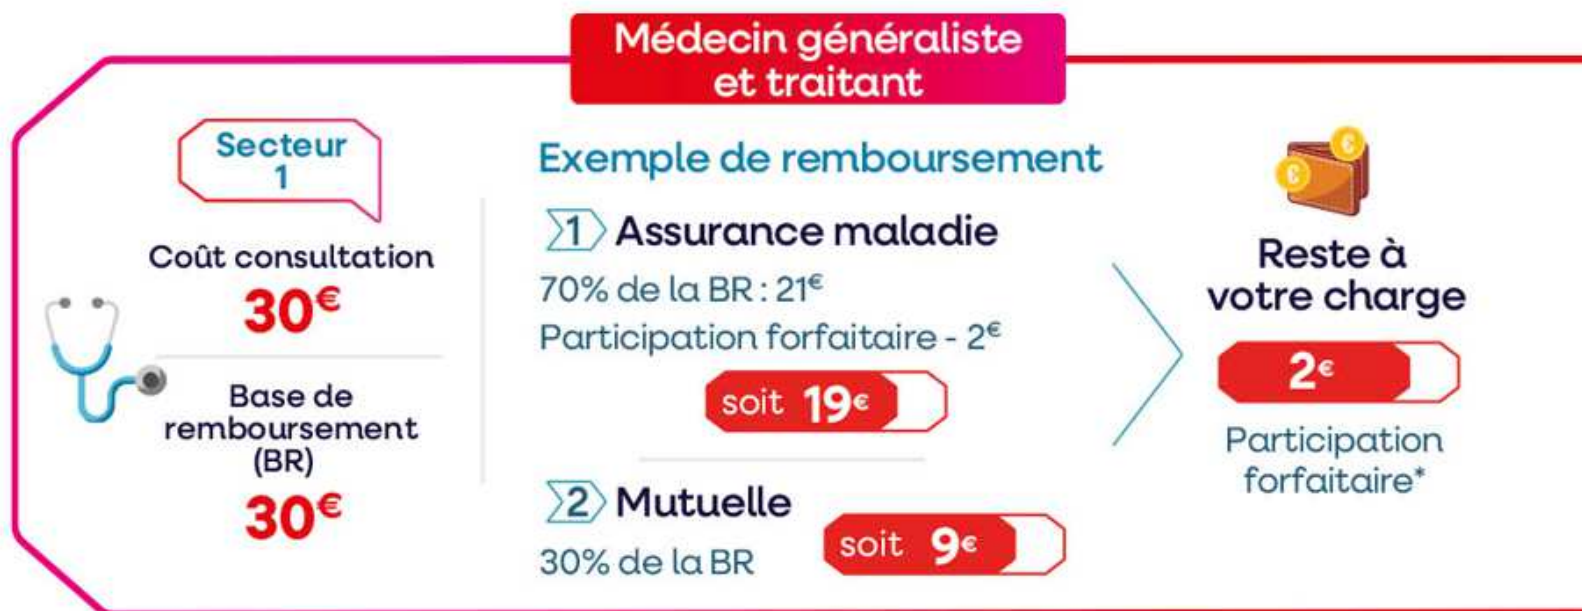 Médecin généraliste
et traitant
Secteur
1
Coût consultation
30€
Base de
remboursement
(BR)
30€
Exemple de remboursement
1 Assurance maladie
70% de la BR : 21€
Participation forfaitaire - 2€
soit 19€
2 Mutuelle
30% de la BR
soit 9€
€
€
Reste à
votre charge
2€
Participation
forfaitaire*